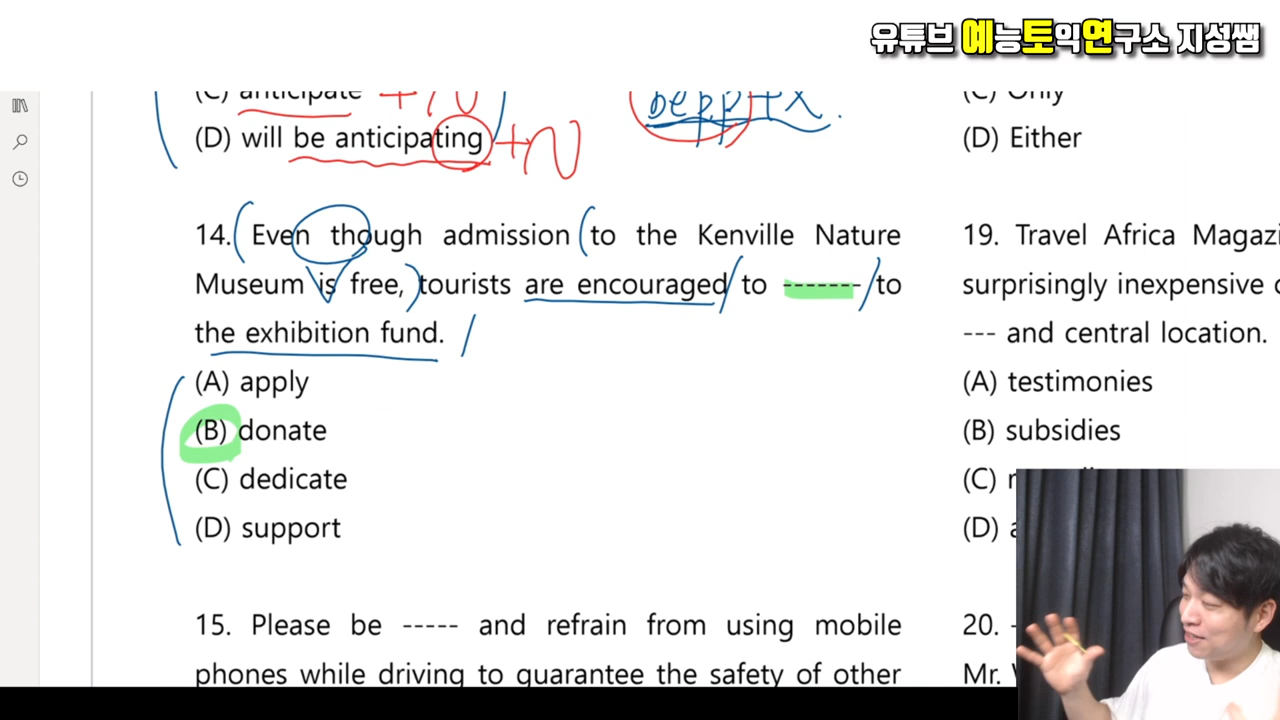 유튜브 예능토익연구소 지성쌤
(C) anticipate +N
(D) will be anticipating +N
be p.p + X.
14. Even though admission to the Kenville Nature
Museum is free, tourists are encouraged to ------- to
the exhibition fund.
(A) apply
(B) donate
(C) dedicate
(D) support
15. Please be ----- and refrain from using mobile
phones while driving to guarantee the safety of other
(C) Only
(D) Either
19. Travel Africa
surprisingly inexpensive
--- and central location.
(A) testimonies
(B) subsidies
(C)
(D)
20. -
Mr.